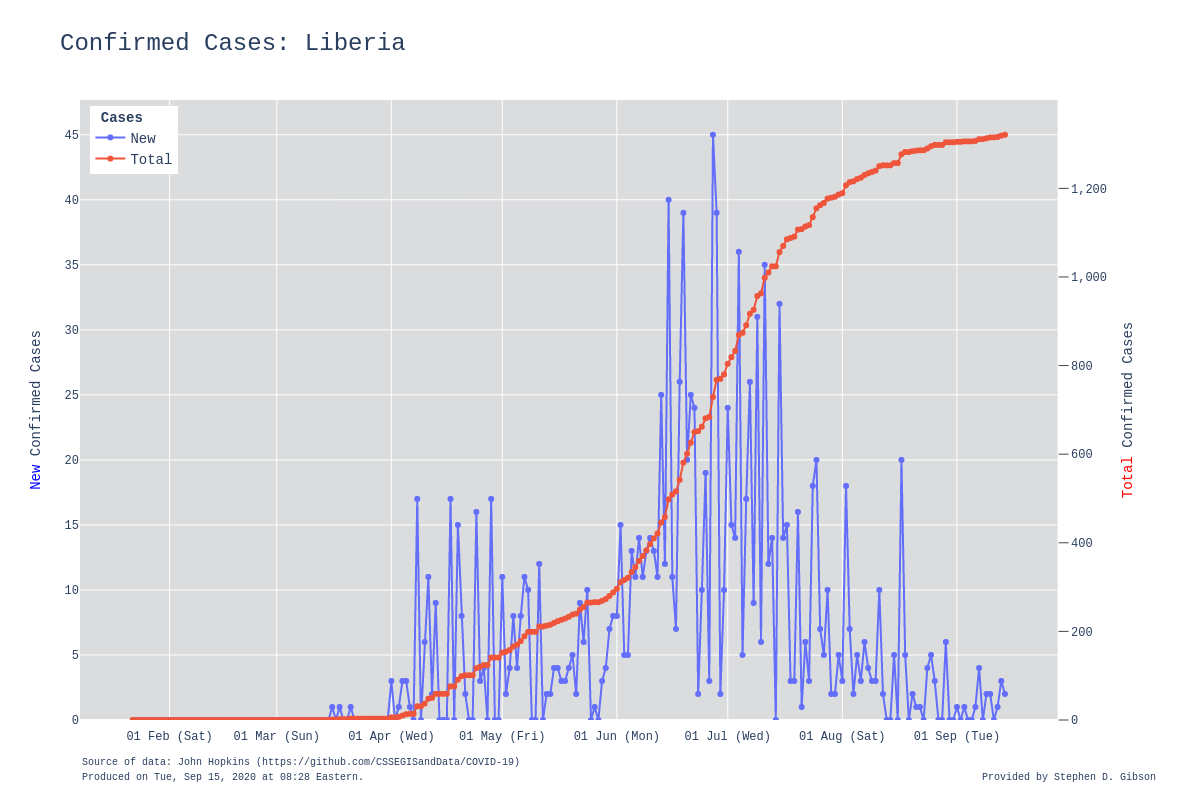 Confirmed Cases: Liberia
Cases
New
Total
45
40
35
30
25
20
15
10
5
0
1,200
1,000
800
600
400
200
0
New Confirmed Cases
Total Confirmed Cases
01 Feb (Sat) 01 Mar (Sun) 01 Apr (Wed) 01 May (Fri) 01 Jun (Mon) 01 Jul (Wed) 01 Aug (Sat) 01 Sep (Tue)
Source of data: John Hopkins (https://github.com/CSSEGISandData/COVID-19)
Produced on Tue, Sep 15, 2020 at 08:28 Eastern.
Provided by Stephen D. Gibson